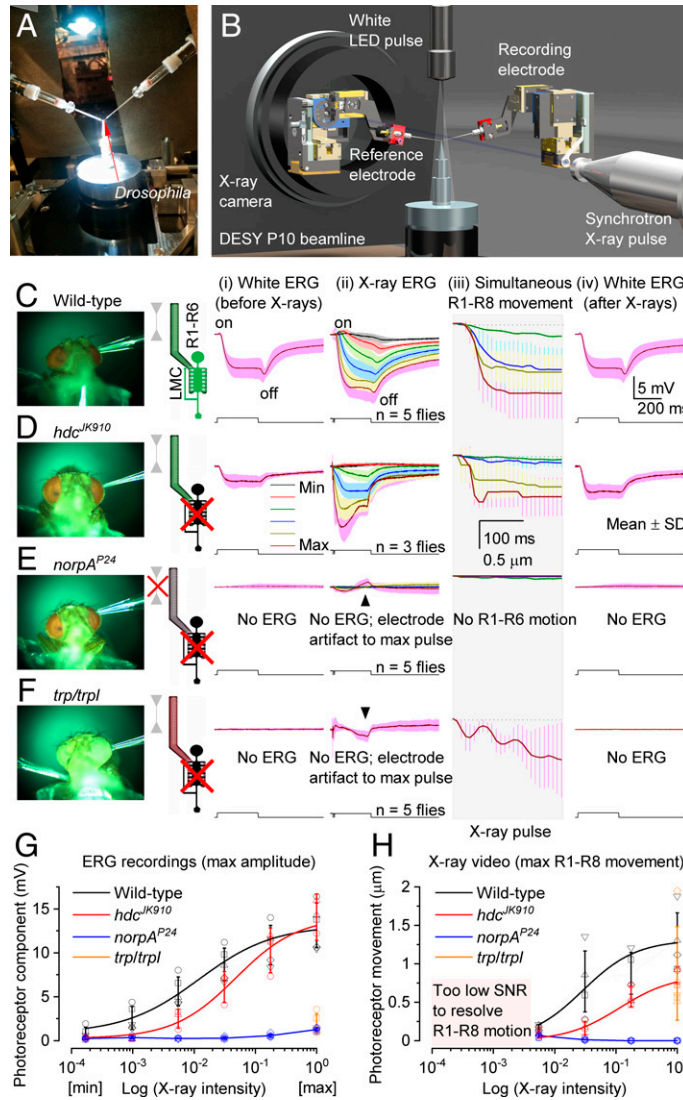 A
Drosophila
B
White
LED pulse
Recording
electrode
Reference
electrode
X-ray
camera
DESY P10 beamline
Synchrotron
X-ray pulse
C
Wild-type
R1-R6
LMC
(i) White ERG
(before X-rays)
on
off
(ii) X-ray ERG
on
off
n = 5 flies
(iii) Simultaneous
R1-R8 movement
(iv) White ERG
(after X-rays)
5 mV
200 ms
D
hdcJK910
Min
Max
n = 3 flies
100 ms
0.5 µm
Mean ± SD
E
norpAP24
No ERG
No ERG; electrode
artifact to max pulse
n = 5 flies
No R1-R6 motion
No ERG
F
trp/trpl
No ERG
No ERG; electrode
artifact to max pulse
n = 5 flies
No ERG
X-ray pulse
G
ERG recordings (max amplitude)
Photoreceptor component (mV)
15
10
5
0
Wild-type
hdcJK910
norpAP24
trp/trpl
10-4
10-3
10-2
10-1
100
[min]
Log (X-ray intensity)
[max]
H
X-ray video (max R1-R8 movement)
Photoreceptor movement (µm)
2
1.5
1
0.5
0
Wild-type
hdcJK910
norpAP24
trp/trpl
Too low SNR
to resolve
R1-R8 motion
10-4
10-3
10-2
10-1
100
Log (X-ray intensity)